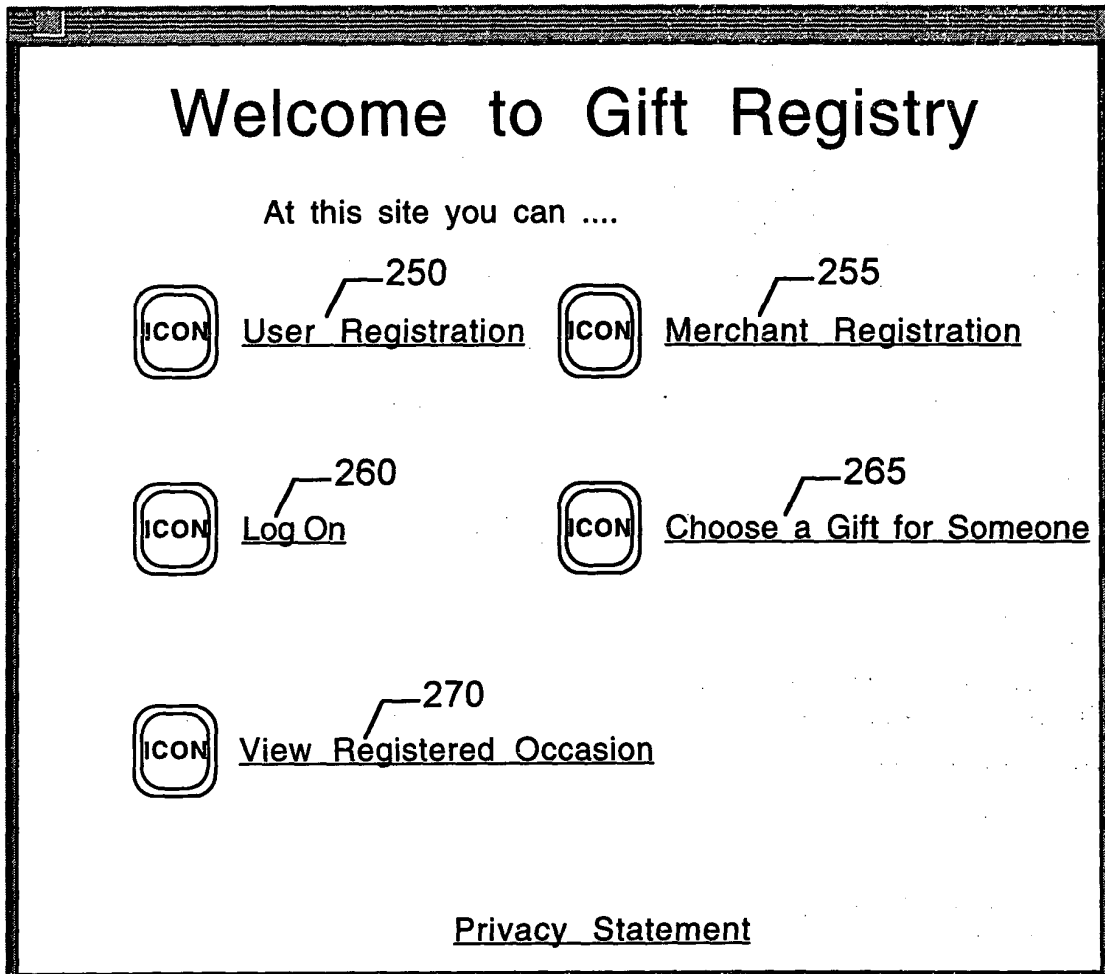 Welcome to Gift Registry
At this site you can ....
250
255
ICON User Registration
ICON Merchant Registration
260
265
ICON Log On
ICON Choose a Gift for Someone
270
ICON View Registered Occasion
Privacy Statement